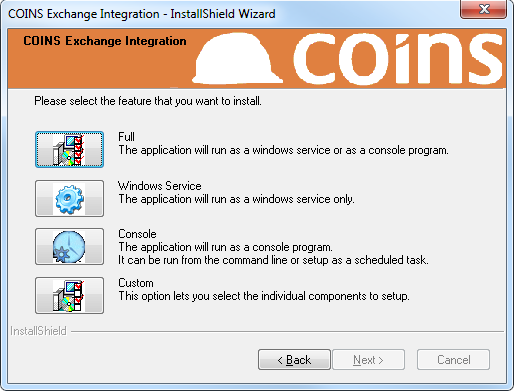 COINS Exchange Integration - InstallShield Wizard
COINS Exchange Integration
coins
Please select the feature that you want to install.
Full
The application will run as a windows service or as a console program.
Windows Service
The application will run as a windows service only.
Console
The application will run as a console program.
It can be run from the command line or setup as a scheduled task.
Custom
This option lets you select the individual components to setup.
InstallShield
< Back
Next >
Cancel